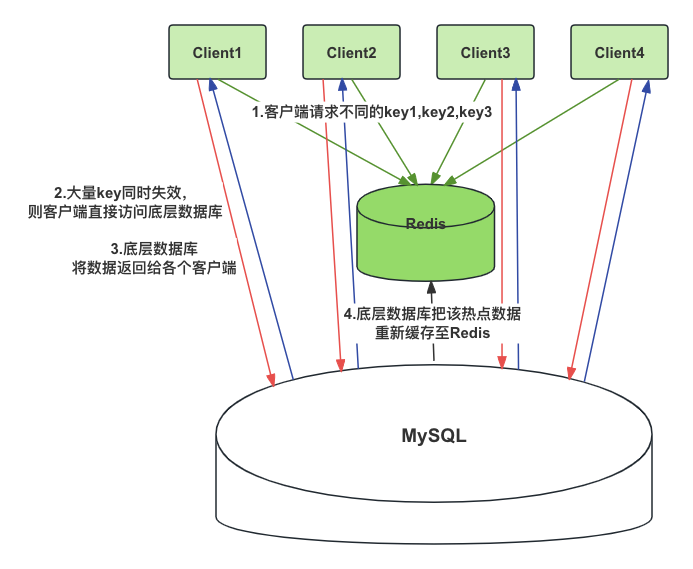 Client1
Client2
Client3
Client4
1.客户端请求不同的key1,key2,key3
2.大量key同时失效,
则客户端直接访问底层数据库
Redis
3.底层数据库
将数据返回给各个客户端
4.底层数据库把该热点数据
重新缓存至Redis
MySQL